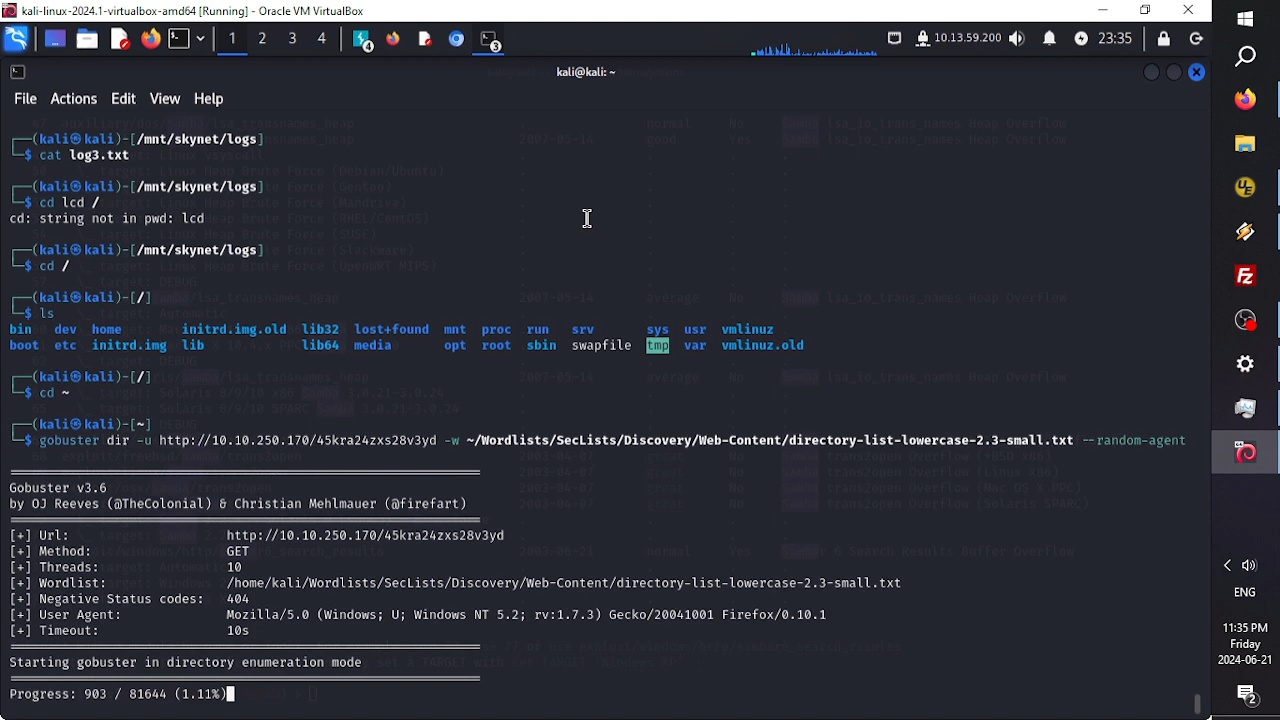 kali-linux-2024.1-virtualbox-amd64 [Running] - Oracle VM VirtualBox
1 2 3 4 4 3 10.13.59.200 23:35
kali@kali: ~
File Actions Edit View Help
┌──(kali㉿kali)-[/mnt/skynet/logs]
└─$ cat log3.txt
┌──(kali㉿kali)-[/mnt/skynet/logs]
└─$ cd lcd /
cd: string not in pwd: lcd
┌──(kali㉿kali)-[/mnt/skynet/logs]
└─$ cd /
┌──(kali㉿kali)-[/]
└─$ ls
bin dev home initrd.img.old lib32 lost+found mnt proc run srv sys usr vmlinuz
boot etc initrd.img lib lib64 media opt root sbin swapfile tmp var vmlinuz.old
┌──(kali㉿kali)-[/]
└─$ cd ~
┌──(kali㉿kali)-[~]
└─$ gobuster dir -u http://10.10.250.170/45kra24zxs28v3yd -w ~/Wordlists/SecLists/Discovery/Web-Content/directory-list-lowercase-2.3-small.txt --random-agent
===============================================================
Gobuster v3.6
by OJ Reeves (@TheColonial) & Christian Mehlmauer (@firefart)
===============================================================
[+] Url: http://10.10.250.170/45kra24zxs28v3yd
[+] Method: GET
[+] Threads: 10
[+] Wordlist: /home/kali/Wordlists/SecLists/Discovery/Web-Content/directory-list-lowercase-2.3-small.txt
[+] Negative Status codes: 404
[+] User Agent: Mozilla/5.0 (Windows; U; Windows NT 5.2; rv:1.7.3) Gecko/20041001 Firefox/0.10.1
[+] Timeout: 10s
===============================================================
Starting gobuster in directory enumeration mode
===============================================================
Progress: 903 / 81644 (1.11%)
UE
Fz
ENG
11:35 PM
Friday
2024-06-21
2